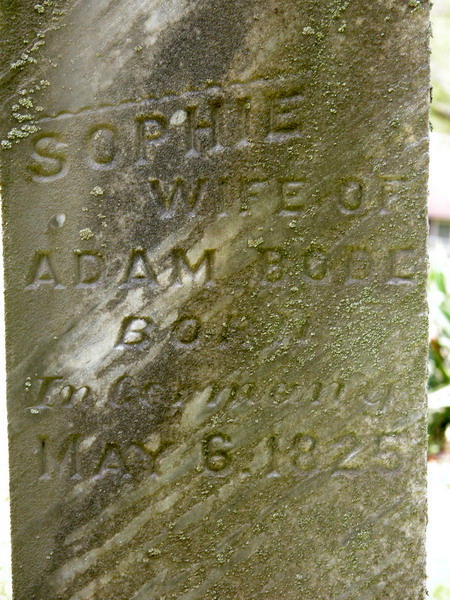 SOPHIE
WIFE OF
ADAM BODE
BORN
In Germany
MAY 6. 1825